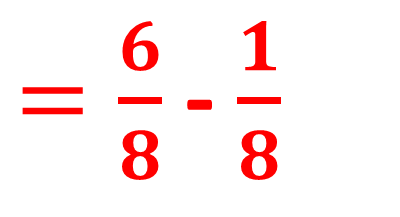 = 6/8 - 1/8